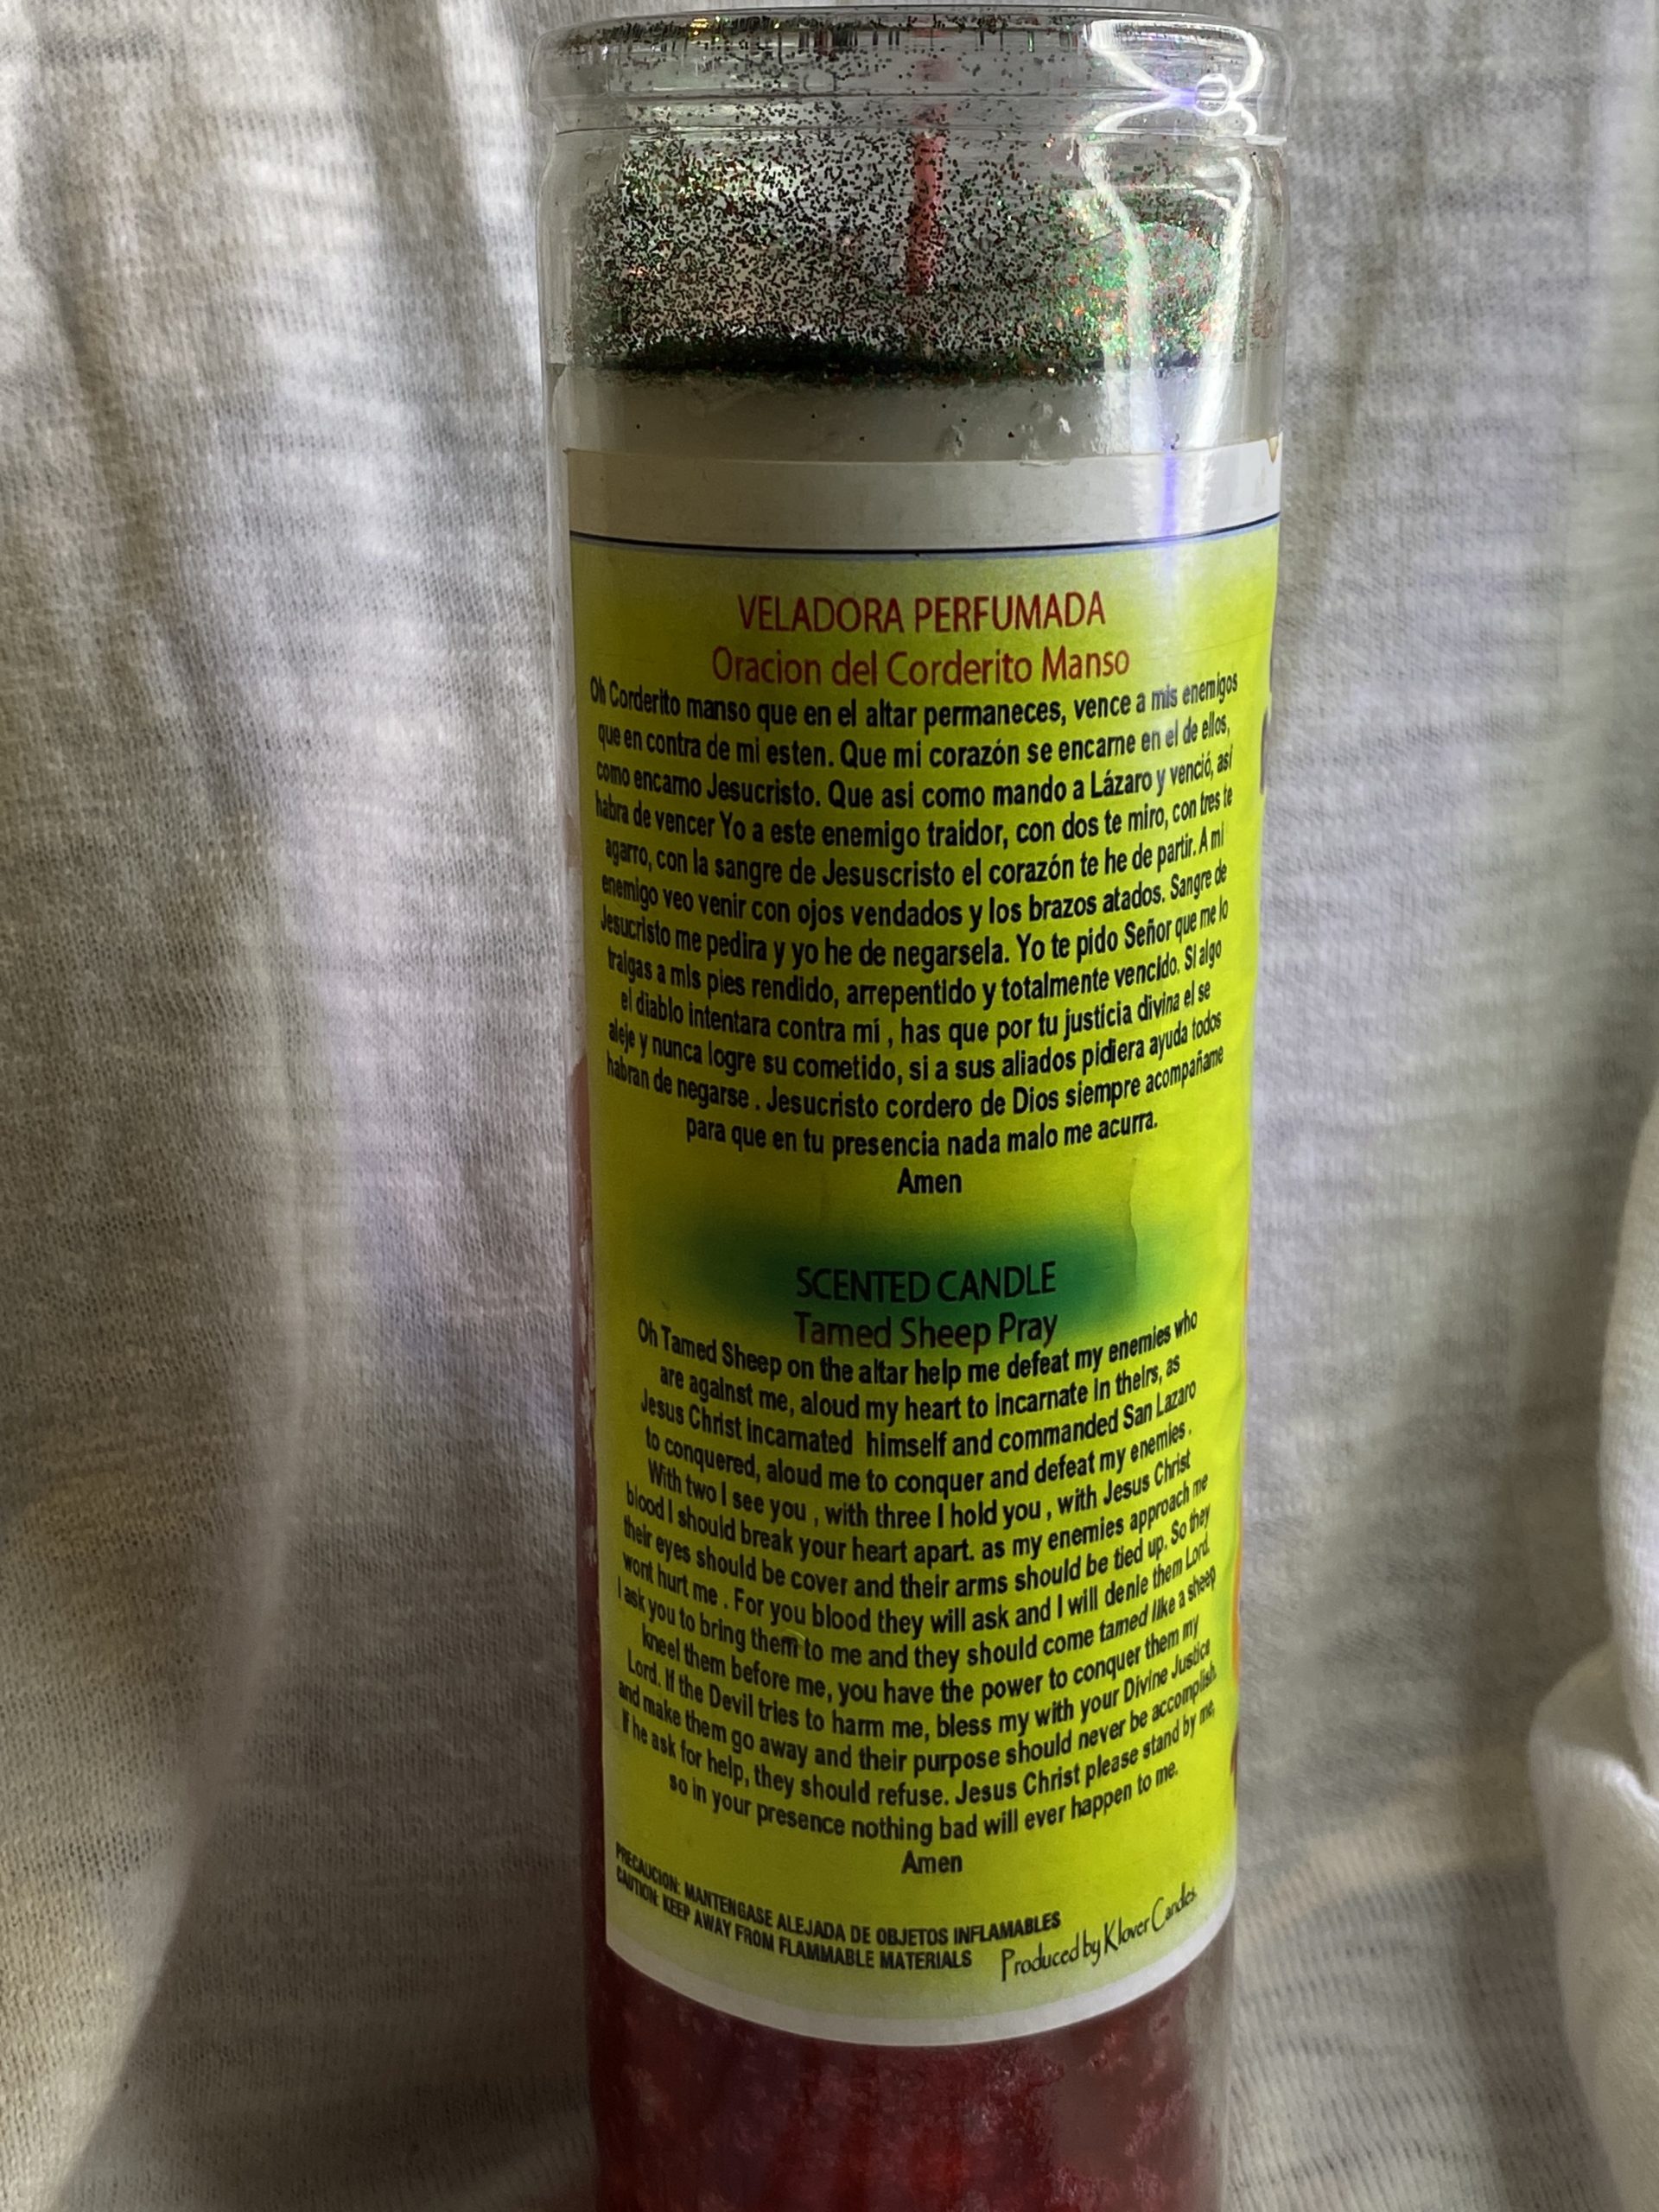 VELADORA PERFUMADA
Oracion del Corderito Manso
Oh Corderito manso que en el altar permaneces, vence a mis enemigos
que en contra de mi esten. Que mi corazón se encarne en el de ellos,
como encarno Jesucristo. Que asi como mando a Lázaro y venció, así
habra de vencer Yo a este enemigo traidor, con dos te miro, con tres te
agarro, con la sangre de Jesuscristo el corazón te he de partir. A mi
enemigo veo venir con ojos vendados y los brazos atados. Sangre de
Jesucristo me pedira y yo he de negarsela. Yo te pido Señor que me lo
traigas a mis pies rendido, arrepentido y totalmente vencido. Si algo
el diablo intentara contra mí , has que por tu justicia divina el se
aleje y nunca logre su cometido, si a sus aliados pidiera ayuda todos
habran de negarse . Jesucristo cordero de Dios siempre acompañame
para que en tu presencia nada malo me acurra.
Amen
SCENTED CANDLE
Tamed Sheep Pray
Oh Tamed Sheep on the altar help me defeat my enemies who
are against me, aloud my heart to incarnate in theirs, as
Jesus Christ incarnated himself and commanded San Lazaro
to conquered, aloud me to conquer and defeat my enemies .
With two I see you , with three I hold you , with Jesus Christ
blood I should break your heart apart. as my enemies approach me
their eyes should be cover and their arms should be tied up. So they
wont hurt me . For you blood they will ask and I will denie them Lord.
I ask you to bring them to me and they should come tamed like a sheep
kneel them before me, you have the power to conquer them my
Lord. If the Devil tries to harm me, bless my with your Divine Justice
and make them go away and their purpose should never be accomplish.
If he ask for help, they should refuse. Jesus Christ please stand by me,
so in your presence nothing bad will ever happen to me.
Amen
PRECAUCION: MANTENGASE ALEJADA DE OBJETOS INFLAMABLES
CAUTION: KEEP AWAY FROM FLAMMABLE MATERIALS
Produced by Klover Candles